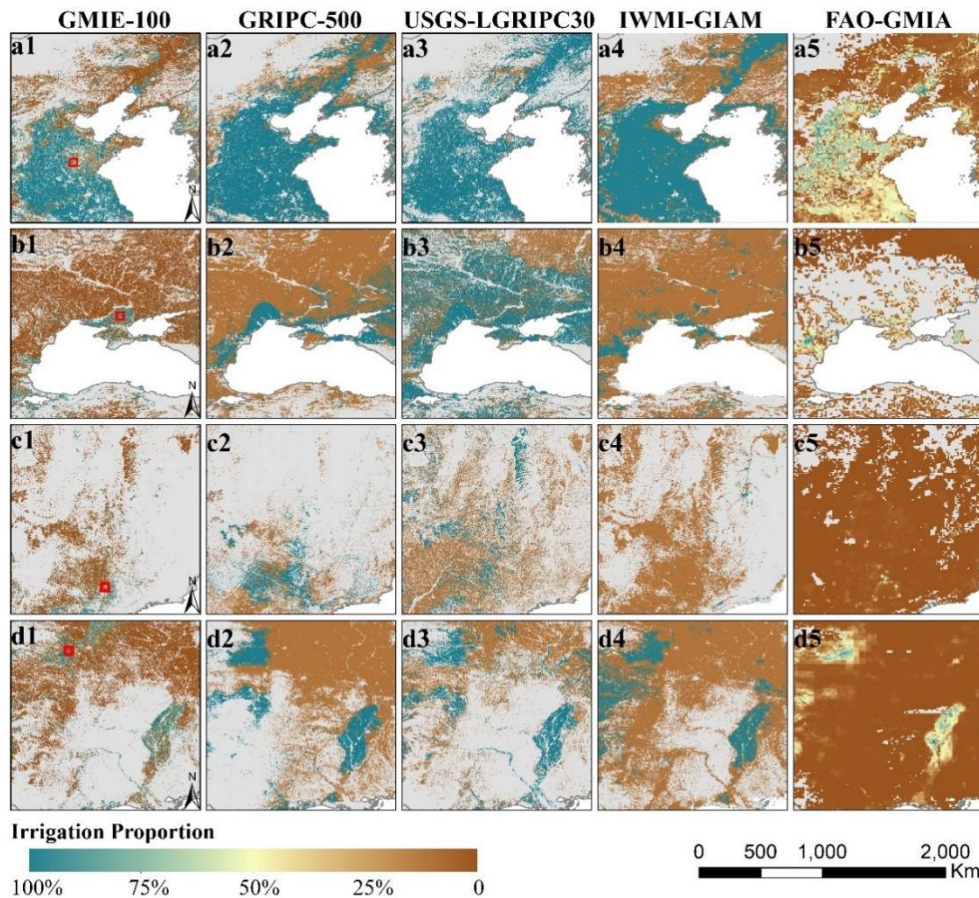 GMIE-100 GRIPC-500 USGS-LGRIPC30 IWMI-GIAM FAO-GMIA
a1 a2 a3 a4 a5
N
b1 b2 b3 b4 b5
N
c1 c2 c3 c4 c5
N
d1 d2 d3 d4 d5
N
Irrigation Proportion
100% 75% 50% 25% 0
0 500 1,000 2,000
Km